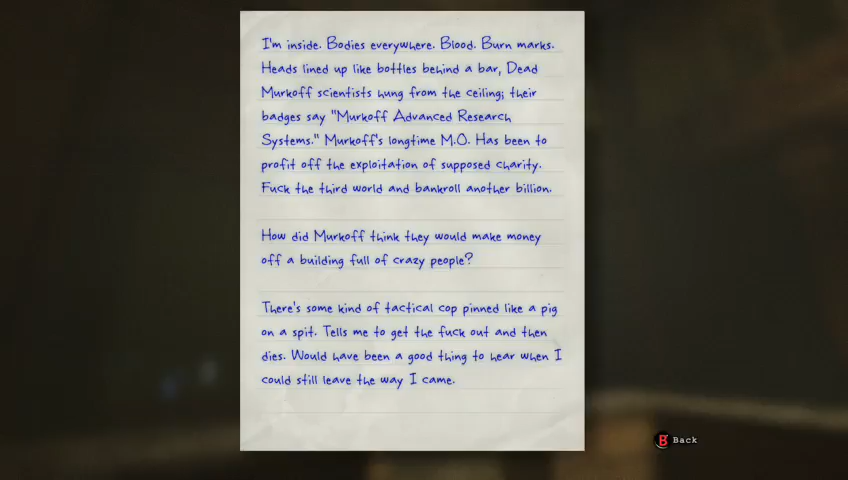 I'm inside. Bodies everywhere. Blood. Burn marks.
Heads lined up like bottles behind a bar, Dead
Murkoff scientists hung from the ceiling; their
badges say "Murkoff Advanced Research
Systems." Murkoff's longtime M.O. Has been to
profit off the exploitation of supposed charity.
Fuck the third world and bankroll another billion.
How did Murkoff think they would make money
off a building full of crazy people?
There's some kind of tactical cop pinned like a pig
on a spit. Tells me to get the fuck out and then
dies. Would have been a good thing to hear when I
could still leave the way I came.
B Back